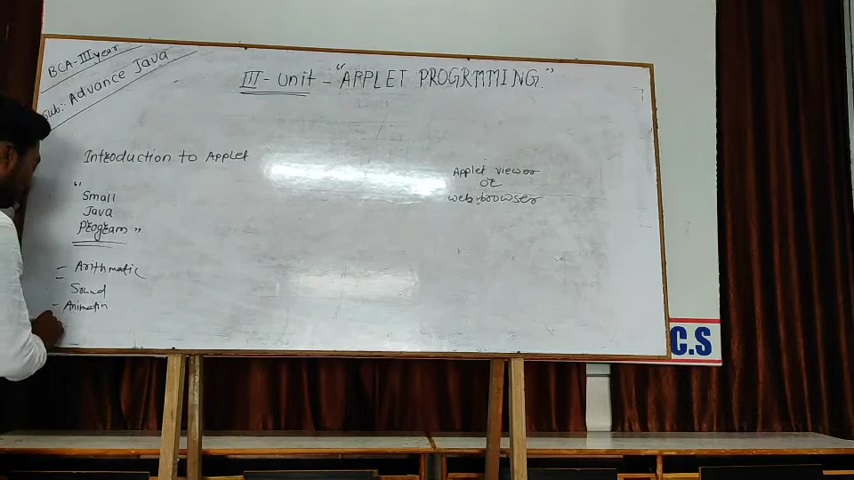 BCA-III year
Sub:- Advance Java
III - Unit - "APPLET PROGRMMING"
Introduction to Applet
"Small
Java
Program"
= Arithmatic
Sound
- Animatin
Applet viewer
or
web browser
C.S